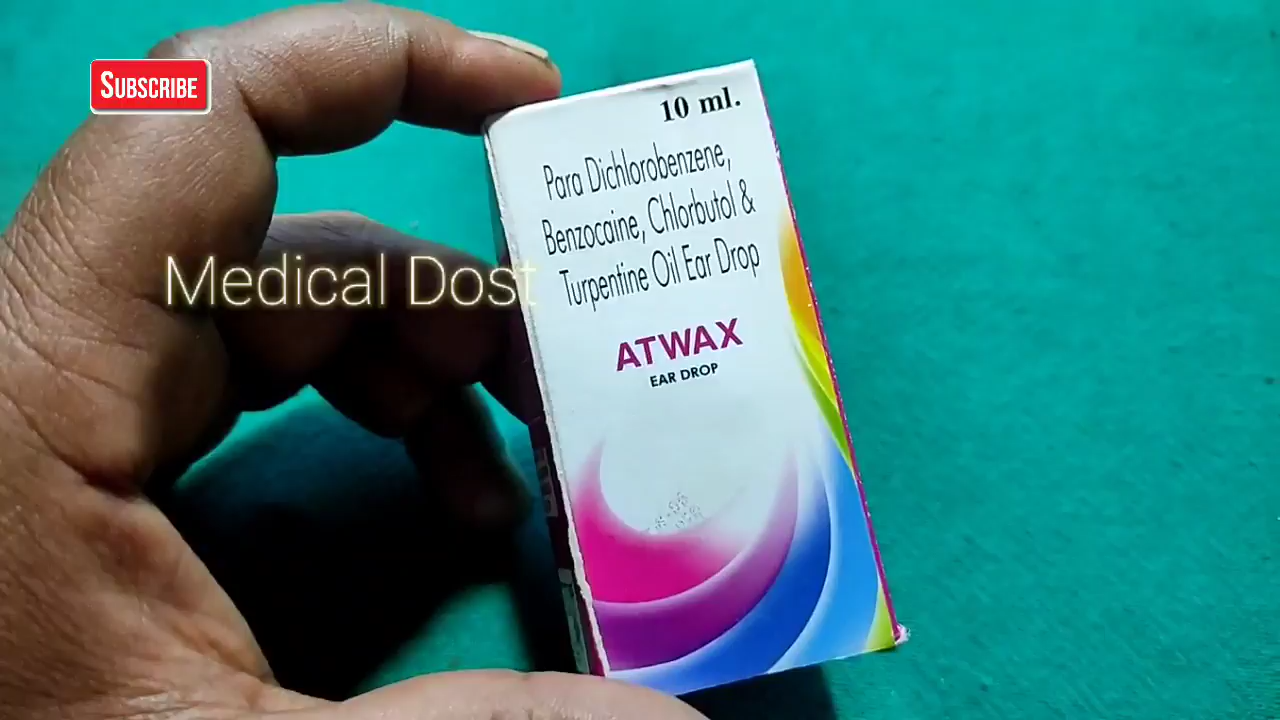 SUBSCRIBE
10 ml.
Para Dichlorobenzene,
Benzocaine, Chlorbutol &
Turpentine Oil Ear Drop
Medical Dost
ATWAX
EAR DROP